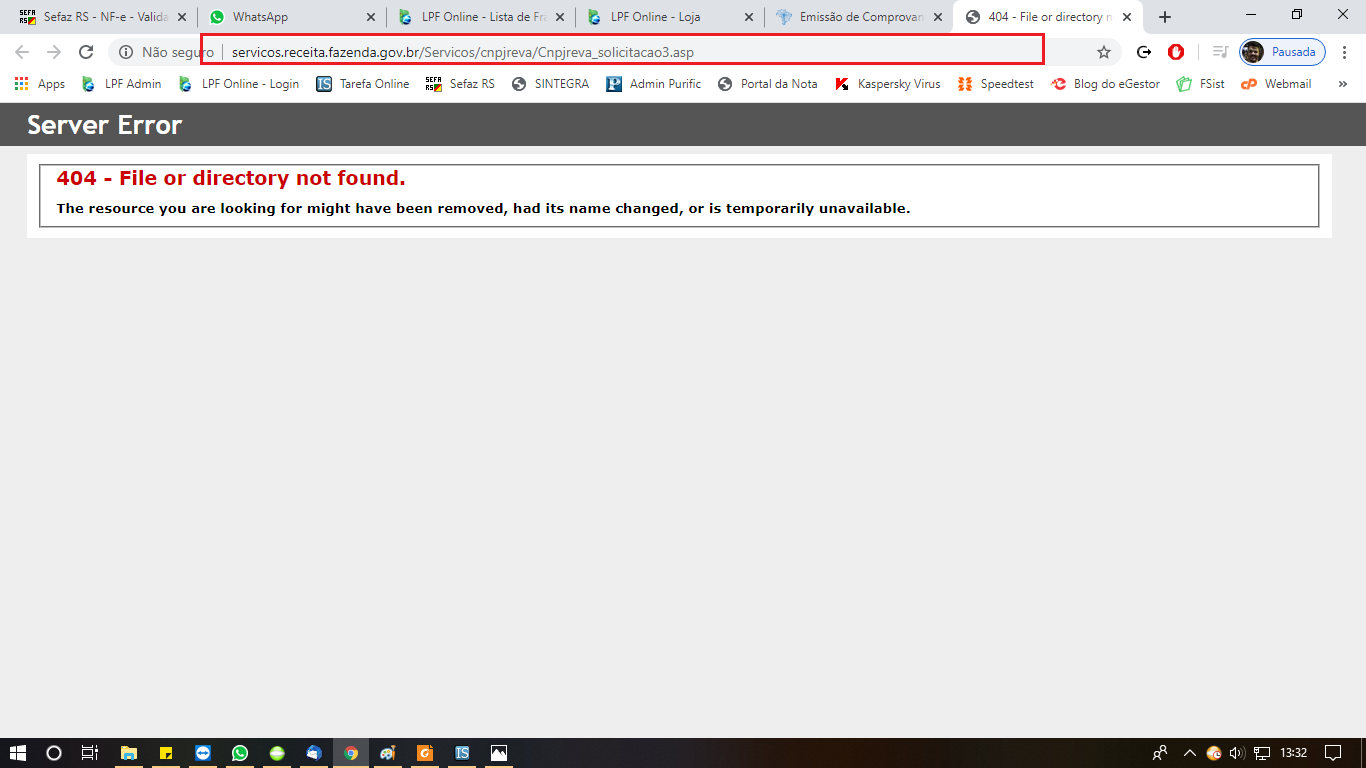 Sefaz RS - NF-e - Valida
WhatsApp
LPF Online - Lista de Fra
LPF Online - Loja
Emissão de Comprovan
404 - File or directory n
Não seguro
servicos.receita.fazenda.gov.br/Servicos/cnpjreva/Cnpjreva_solicitacao3.asp
Pausada
Apps
LPF Admin
LPF Online - Login
Tarefa Online
Sefaz RS
SINTEGRA
Admin Purific
Portal da Nota
Kaspersky Virus
Speedtest
Blog do eGestor
FSist
Webmail
»
Server Error
404 - File or directory not found.
The resource you are looking for might have been removed, had its name changed, or is temporarily unavailable.
13:32